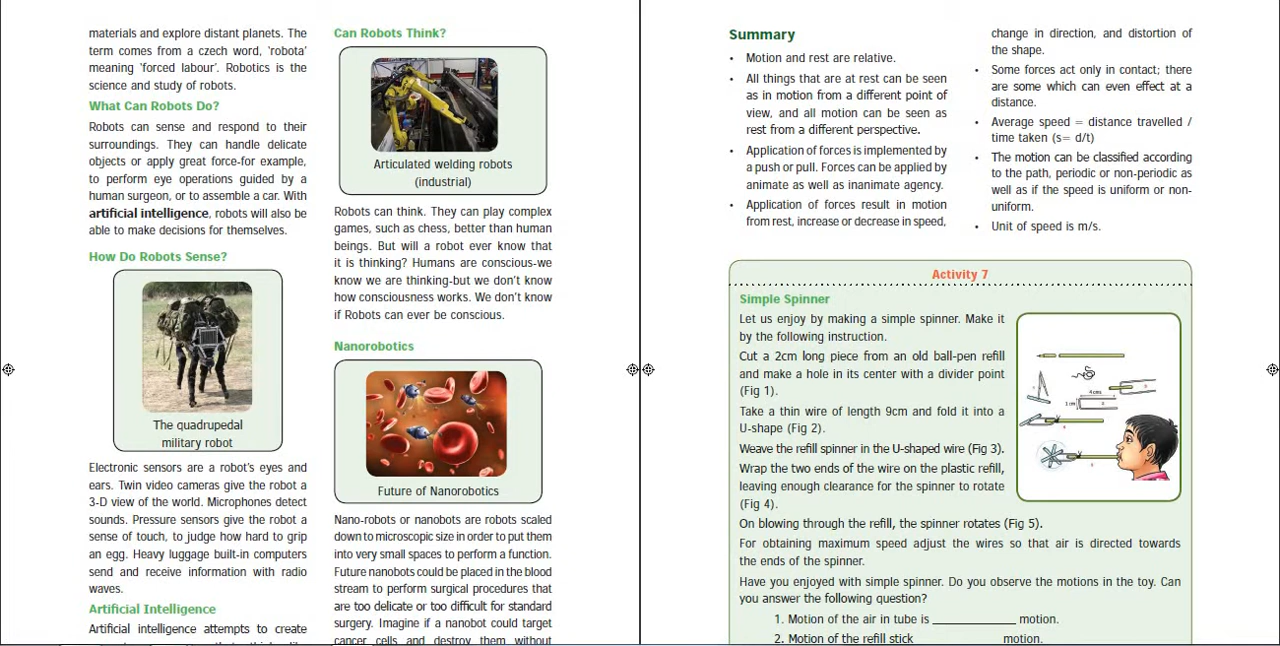 materials and explore distant planets. The
term comes from a czech word, ‘robota’
meaning ‘forced labour’. Robotics is the
science and study of robots.
What Can Robots Do?
Robots can sense and respond to their
surroundings. They can handle delicate
objects or apply great force-for example,
to perform eye operations guided by a
human surgeon, or to assemble a car. With
artificial intelligence, robots will also be
able to make decisions for themselves.
How Do Robots Sense?
The quadrupedal
military robot
Electronic sensors are a robot’s eyes and
ears. Twin video cameras give the robot a
3-D view of the world. Microphones detect
sounds. Pressure sensors give the robot a
sense of touch, to judge how hard to grip
an egg. Heavy luggage built-in computers
send and receive information with radio
waves.
Artificial Intelligence
Artificial intelligence attempts to create
Can Robots Think?
Articulated welding robots
(industrial)
Robots can think. They can play complex
games, such as chess, better than human
beings. But will a robot ever know that
it is thinking? Humans are conscious-we
know we are thinking-but we don’t know
how consciousness works. We don’t know
if Robots can ever be conscious.
Nanorobotics
Future of Nanorobotics
Nano-robots or nanobots are robots scaled
down to microscopic size in order to put them
into very small spaces to perform a function.
Future nanobots could be placed in the blood
stream to perform surgical procedures that
are too delicate or too difficult for standard
surgery. Imagine if a nanobot could target
cancer cells and destroy them without
Summary
• Motion and rest are relative.
• All things that are at rest can be seen
as in motion from a different point of
view, and all motion can be seen as
rest from a different perspective.
• Application of forces is implemented by
a push or pull. Forces can be applied by
animate as well as inanimate agency.
• Application of forces result in motion
from rest, increase or decrease in speed,
change in direction, and distortion of
the shape.
• Some forces act only in contact; there
are some which can even effect at a
distance.
• Average speed = distance travelled /
time taken (s= d/t)
• The motion can be classified according
to the path, periodic or non-periodic as
well as if the speed is uniform or non-
uniform.
• Unit of speed is m/s.
Activity 7
Simple Spinner
Let us enjoy by making a simple spinner. Make it
by the following instruction.
Cut a 2cm long piece from an old ball-pen refill
and make a hole in its center with a divider point
(Fig 1).
Take a thin wire of length 9cm and fold it into a
U-shape (Fig 2).
Weave the refill spinner in the U-shaped wire (Fig 3).
Wrap the two ends of the wire on the plastic refill,
leaving enough clearance for the spinner to rotate
(Fig 4).
4cms
1 cm
On blowing through the refill, the spinner rotates (Fig 5).
For obtaining maximum speed adjust the wires so that air is directed towards
the ends of the spinner.
Have you enjoyed with simple spinner. Do you observe the motions in the toy. Can
you answer the following question?
1. Motion of the air in tube is ______________ motion.
2. Motion of the refill stick ______________ motion.